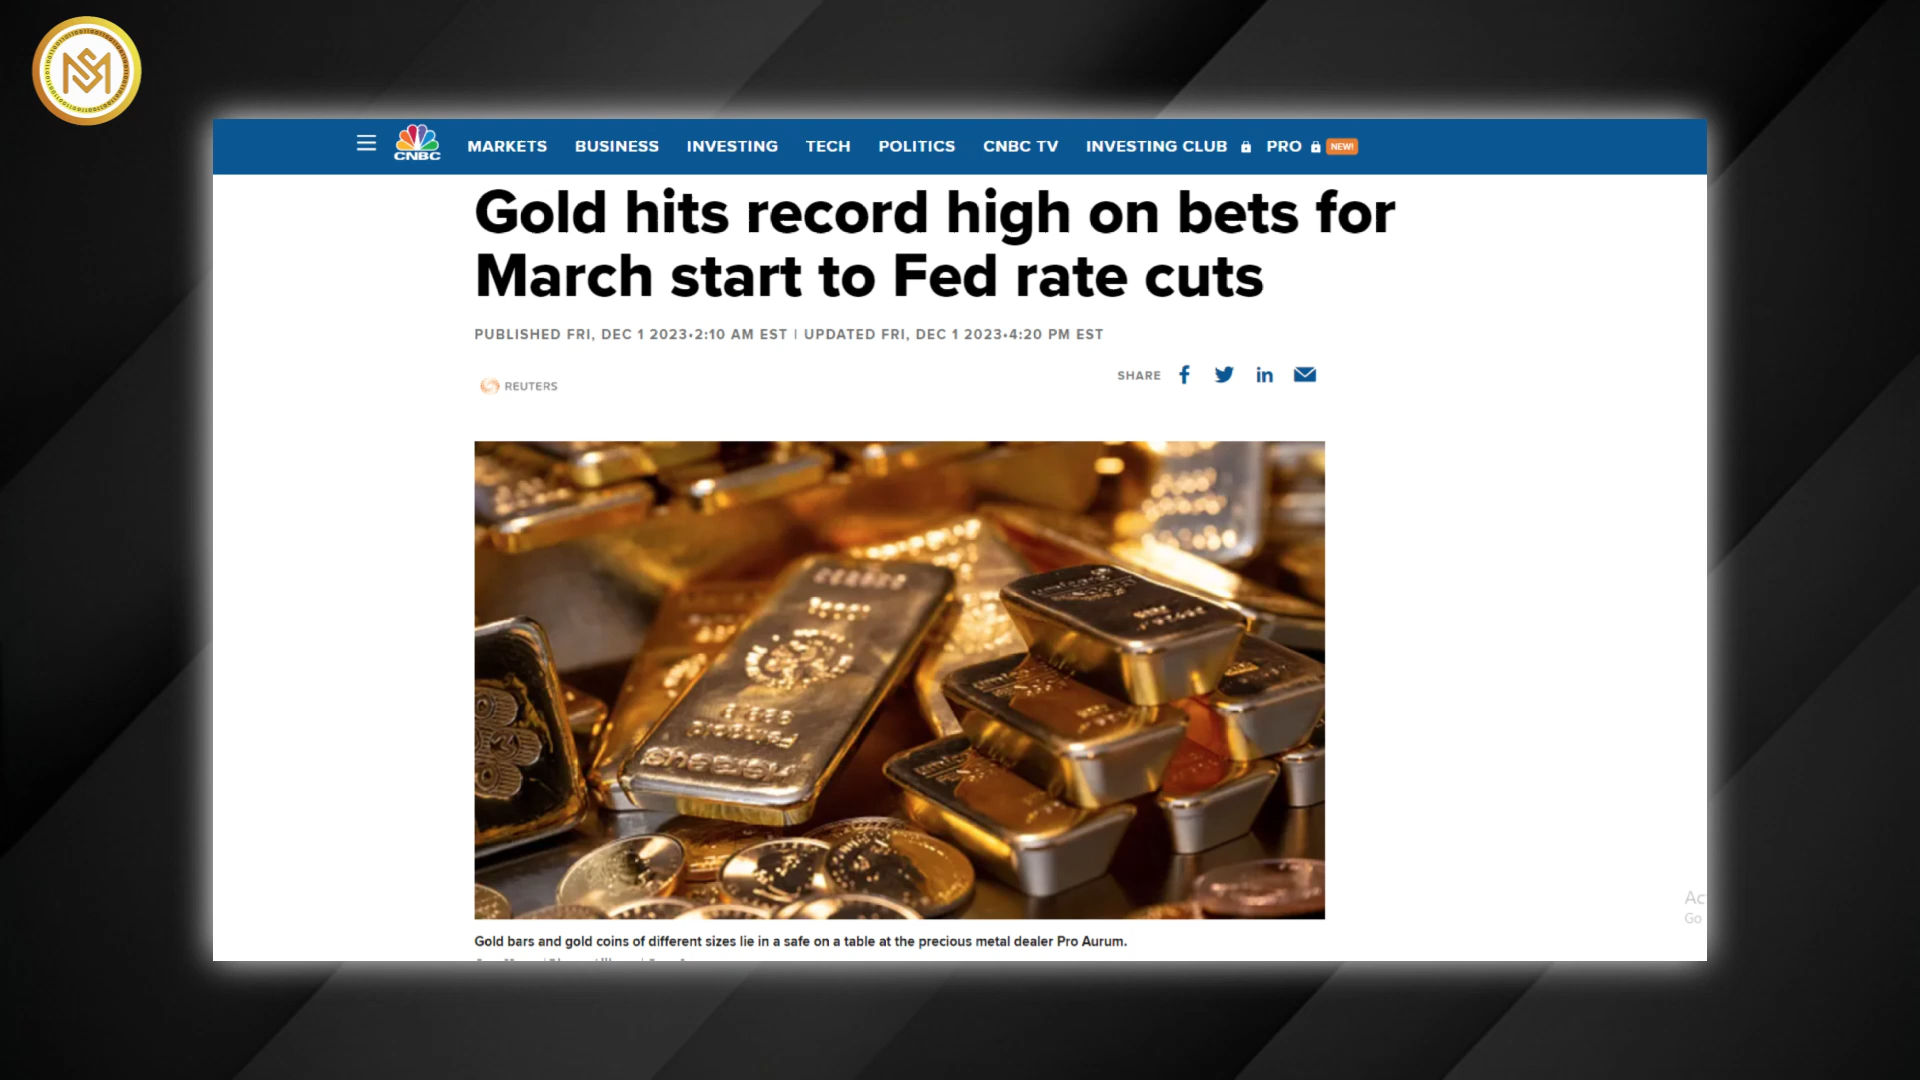 CNBC
MARKETS BUSINESS INVESTING TECH POLITICS CNBC TV INVESTING CLUB PRO NEW!
Gold hits record high on bets for
March start to Fed rate cuts
PUBLISHED FRI, DEC 1 2023•2:10 AM EST | UPDATED FRI, DEC 1 2023•4:20 PM EST
REUTERS
SHARE
Feingold
Heraeus
Gold bars and gold coins of different sizes lie in a safe on a table at the precious metal dealer Pro Aurum.
Go